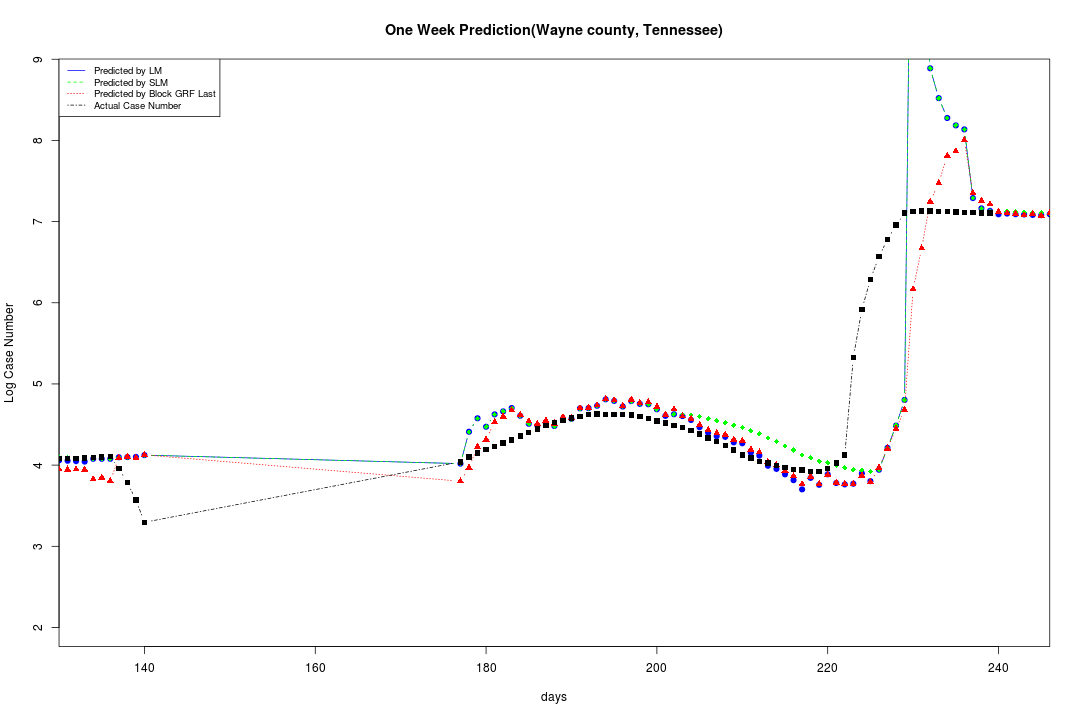 One Week Prediction(Wayne county, Tennessee)
Predicted by LM
Predicted by SLM
Predicted by Block GRF Last
Actual Case Number
9
8
7
6
5
4
3
2
Log Case Number
140 160 180 200 220 240
days